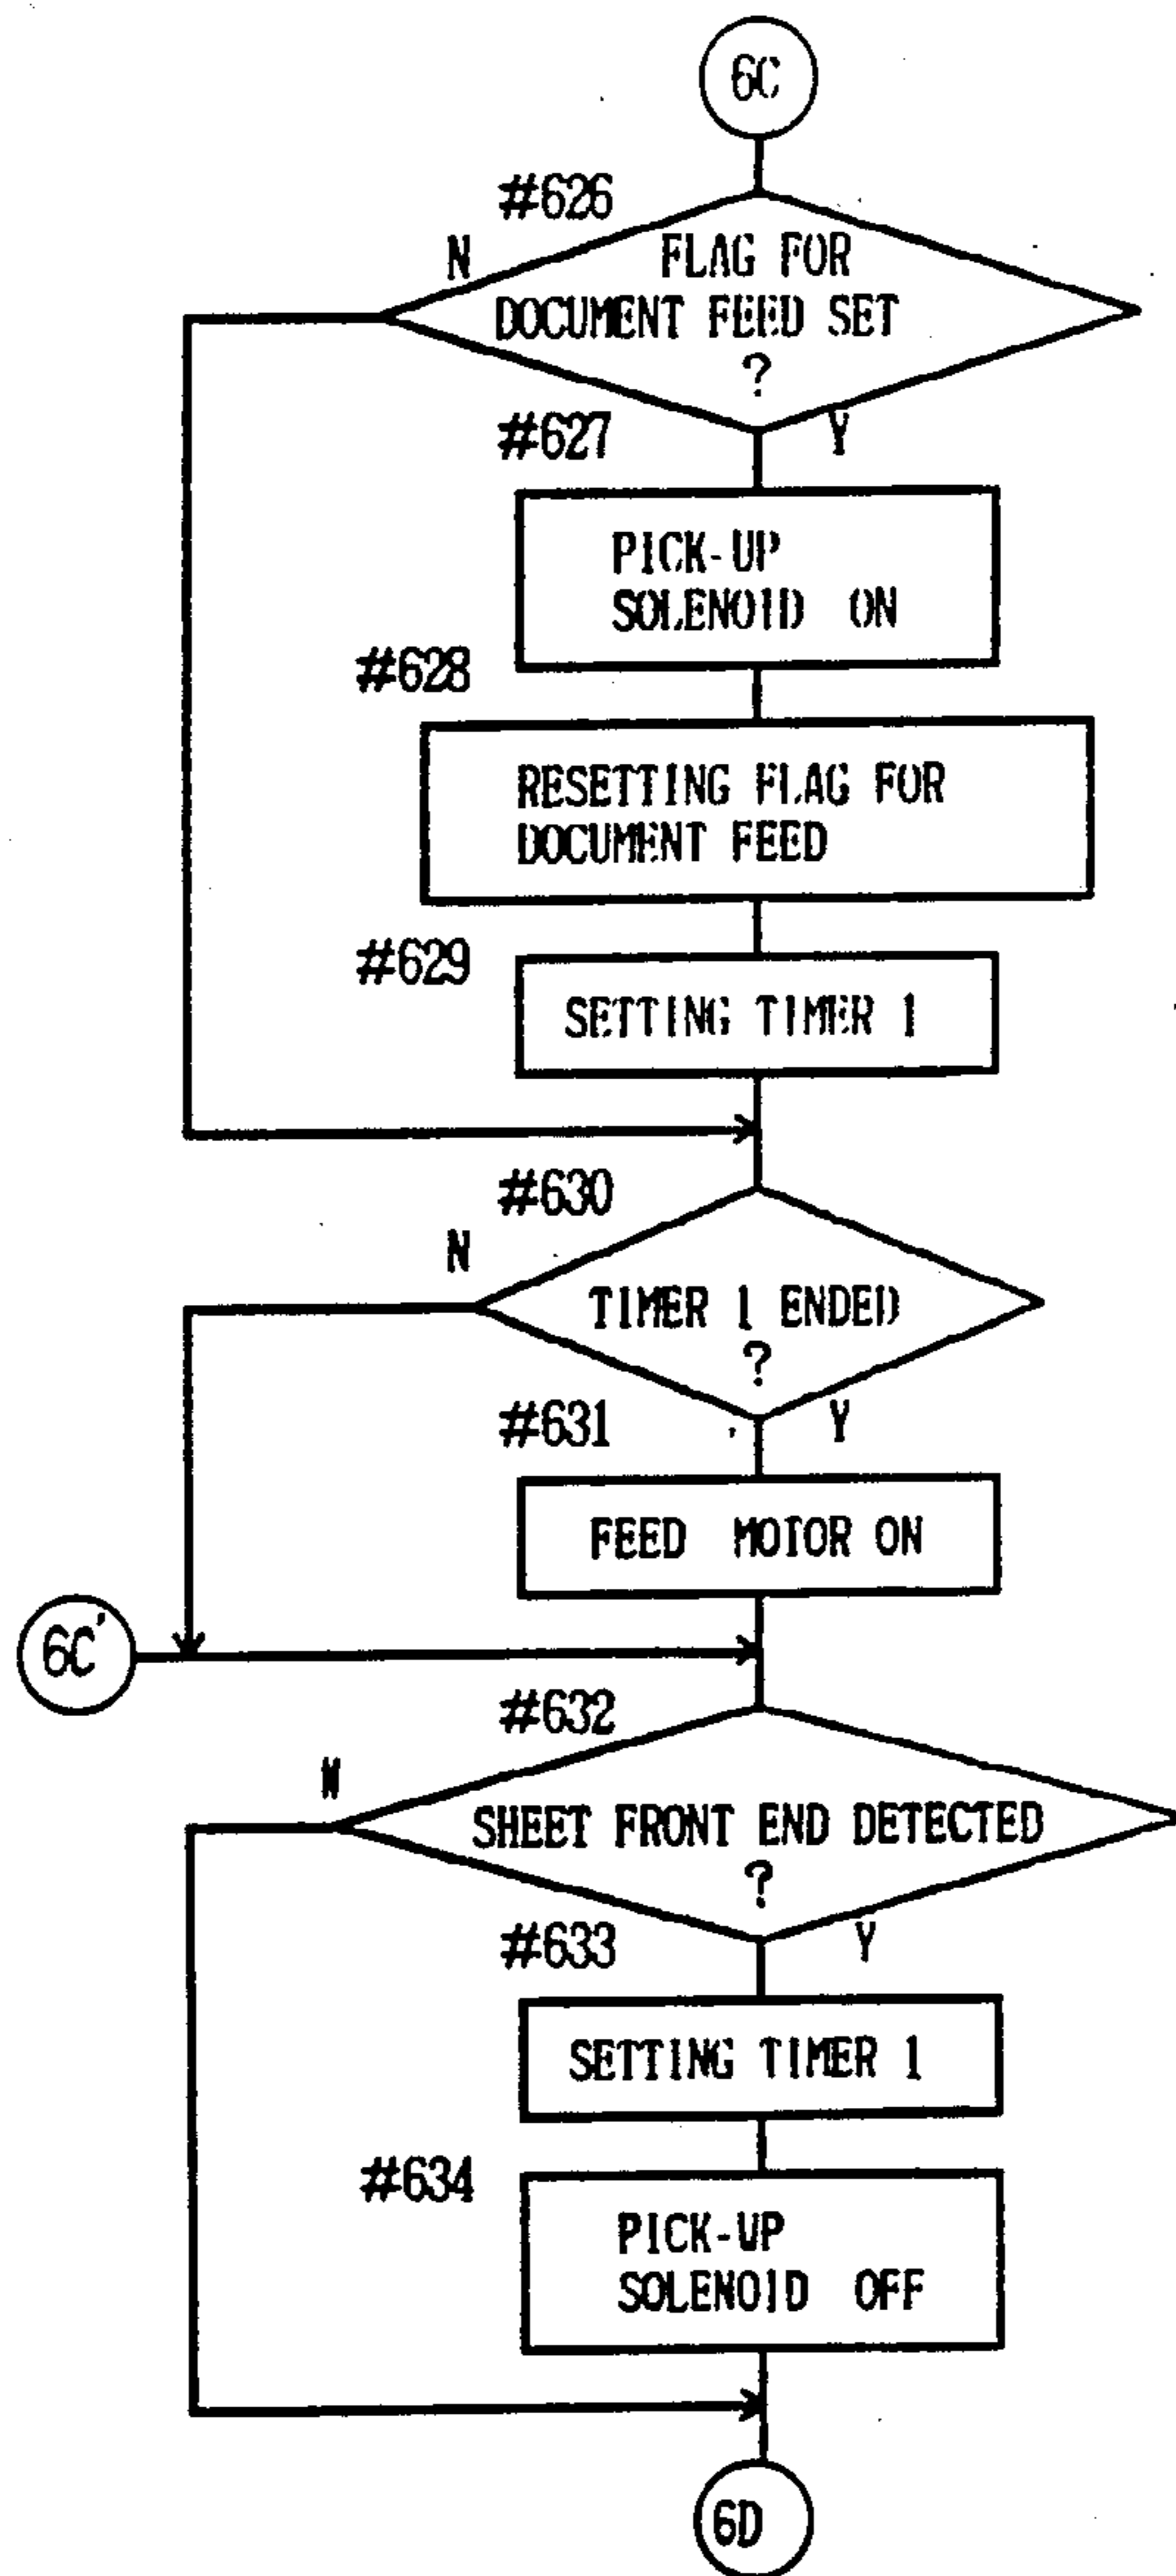 6C
#626
N
FLAG FOR
DOCUMENT FEED SET
?
#627
Y
PICK-UP
SOLENOID ON
#628
RESETTING FLAG FOR
DOCUMENT FEED
#629
SETTING TIMER 1
#630
N
TIMER 1 ENDED
?
#631
Y
FEED MOTOR ON
6C'
#632
N
SHEET FRONT END DETECTED
?
#633
Y
SETTING TIMER 1
#634
PICK-UP
SOLENOID OFF
6D